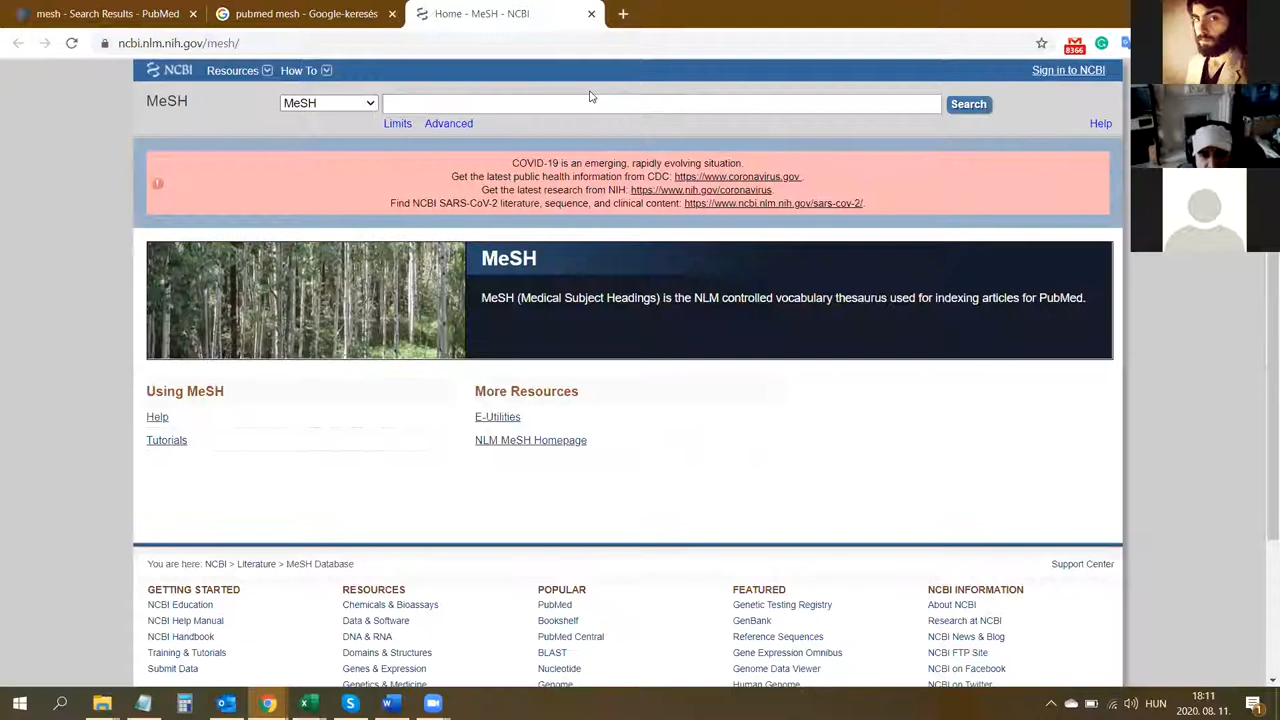 mesh - Search Results - PubMed
pubmed mesh - Google-keresés
Home - MeSH - NCBI
ncbi.nlm.nih.gov/mesh/
8366
NCBI Resources How To Sign in to NCBI
MeSH MeSH Search
Limits Advanced Help
COVID-19 is an emerging, rapidly evolving situation.
Get the latest public health information from CDC: https://www.coronavirus.gov .
Get the latest research from NIH: https://www.nih.gov/coronavirus.
Find NCBI SARS-CoV-2 literature, sequence, and clinical content: https://www.ncbi.nlm.nih.gov/sars-cov-2/.
MeSH
MeSH (Medical Subject Headings) is the NLM controlled vocabulary thesaurus used for indexing articles for PubMed.
Using MeSH
Help
Tutorials
More Resources
E-Utilities
NLM MeSH Homepage
You are here: NCBI > Literature > MeSH Database
Support Center
GETTING STARTED
NCBI Education
NCBI Help Manual
NCBI Handbook
Training & Tutorials
Submit Data
RESOURCES
Chemicals & Bioassays
Data & Software
DNA & RNA
Domains & Structures
Genes & Expression
Genetics & Medicine
POPULAR
PubMed
Bookshelf
PubMed Central
BLAST
Nucleotide
Genome
FEATURED
Genetic Testing Registry
GenBank
Reference Sequences
Gene Expression Omnibus
Genome Data Viewer
Human Genome
NCBI INFORMATION
About NCBI
Research at NCBI
NCBI News & Blog
NCBI FTP Site
NCBI on Facebook
NCBI on Twitter
HUN
18:11
2020. 08. 11.
1